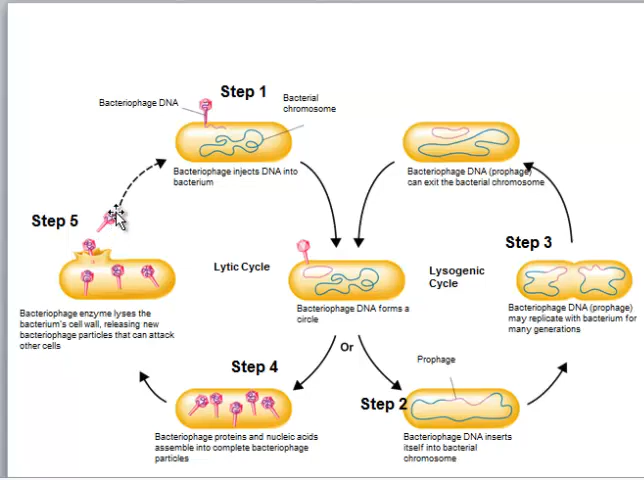 Step 1
Bacteriophage DNA
Bacterial
chromosome
Bacteriophage injects DNA into
bacterium
Bacteriophage DNA (prophage)
can exit the bacterial chromosome
Step 5
Step 3
Lytic Cycle
Lysogenic
Cycle
Bacteriophage enzyme lyses the
bacterium's cell wall, releasing new
bacteriophage particles that can attack
other cells
Bacteriophage DNA forms a
circle
Bacteriophage DNA (prophage)
may replicate with bacterium for
many generations
Or
Step 4
Prophage
Step 2
Bacteriophage proteins and nucleic acids
assemble into complete bacteriophage
particles
Bacteriophage DNA inserts
itself into bacterial
chromosome